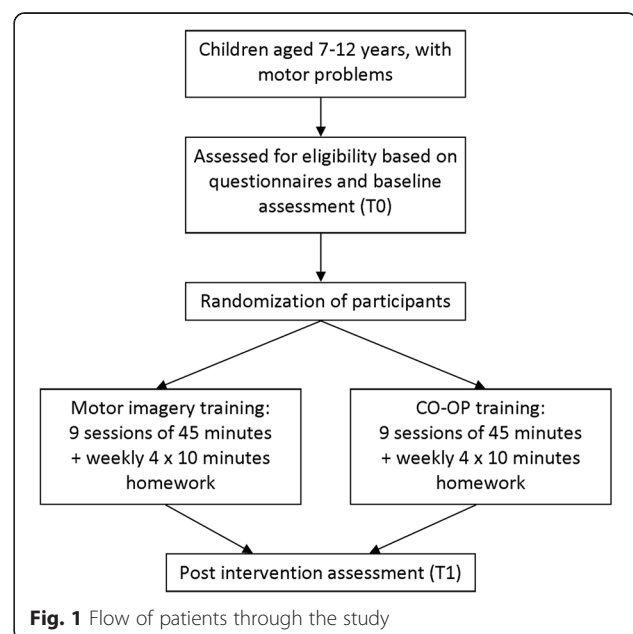 Children aged 7-12 years, with
motor problems
Assessed for eligibility based on
questionnaires and baseline
assessment (T0)
Randomization of participants
Motor imagery training:
9 sessions of 45 minutes
+ weekly 4 x 10 minutes
homework
CO-OP training:
9 sessions of 45 minutes
+ weekly 4 x 10 minutes
homework
Post intervention assessment (T1)
Fig. 1 Flow of patients through the study